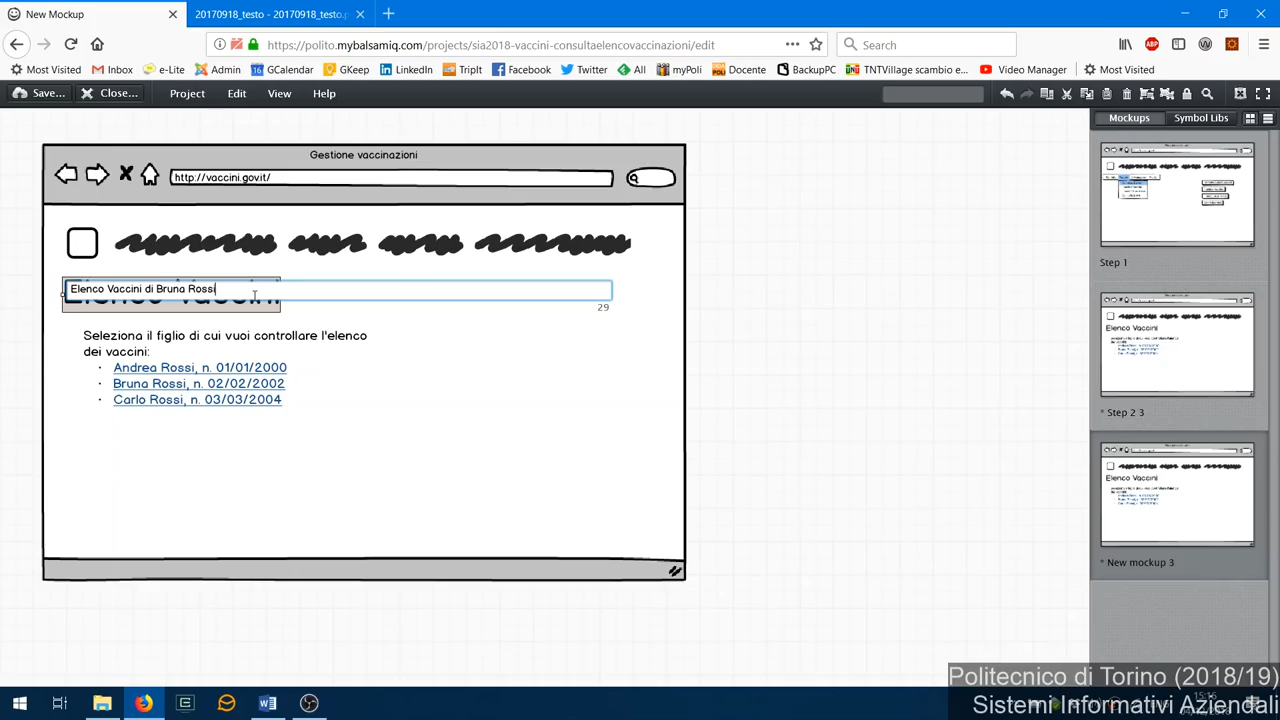 New Mockup
20170918_testo - 20170918_testo.
https://polito.mybalsamiq.com/projects/sia2018-vaccini-consultaelencovaccinazioni/edit
Search
Most Visited
Inbox
e-Lite
Admin
GCalendar
GKeep
LinkedIn
TripIt
Facebook
Twitter
All
myPoli
Docente
BackupPC
TNTVillage scambio e...
Video Manager
Most Visited
Save...
Close...
Project
Edit
View
Help
Mockups
Symbol Libs
Gestione vaccinazioni
http://vaccini.gov.it/
Elenco Vaccini di Bruna Rossi
29
Seleziona il figlio di cui vuoi controllare l'elenco
dei vaccini:
• Andrea Rossi, n. 01/01/2000
• Bruna Rossi, n. 02/02/2002
• Carlo Rossi, n. 03/03/2004
Step 1
Elenco Vaccini
* Step 2 3
Elenco Vaccini
* New mockup 3
Politecnico di Torino (2018/19)
Sistemi Informativi Aziendali